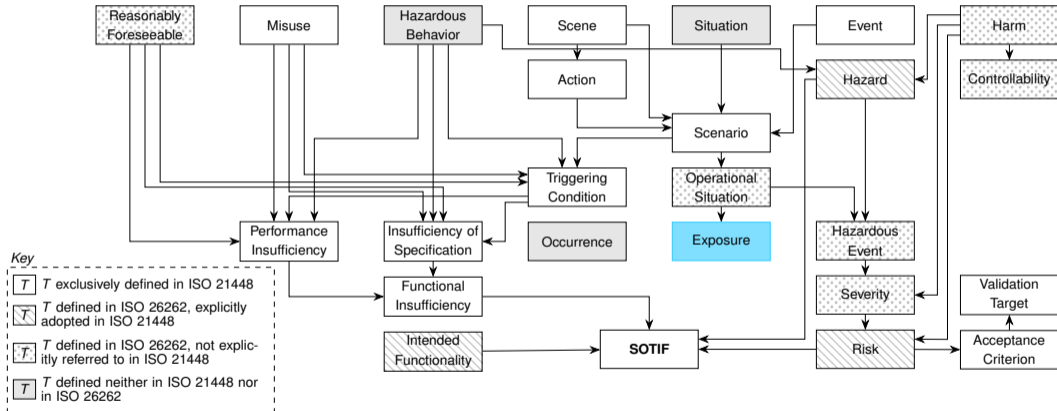 Reasonably
Foreseeable
Misuse
Hazardous
Behavior
Scene
Situation
Event
Harm
Action
Hazard
Controllability
Scenario
Triggering
Condition
Operational
Situation
Performance
Insufficiency
Insufficiency of
Specification
Occurrence
Exposure
Hazardous
Event
Key
T T exclusively defined in ISO 21448
T T defined in ISO 26262, explicitly
adopted in ISO 21448
T T defined in ISO 26262, not explic-
itly referred to in ISO 21448
T T defined neither in ISO 21448 nor
in ISO 26262
Functional
Insufficiency
Severity
Validation
Target
Intended
Functionality
SOTIF
Risk
Acceptance
Criterion